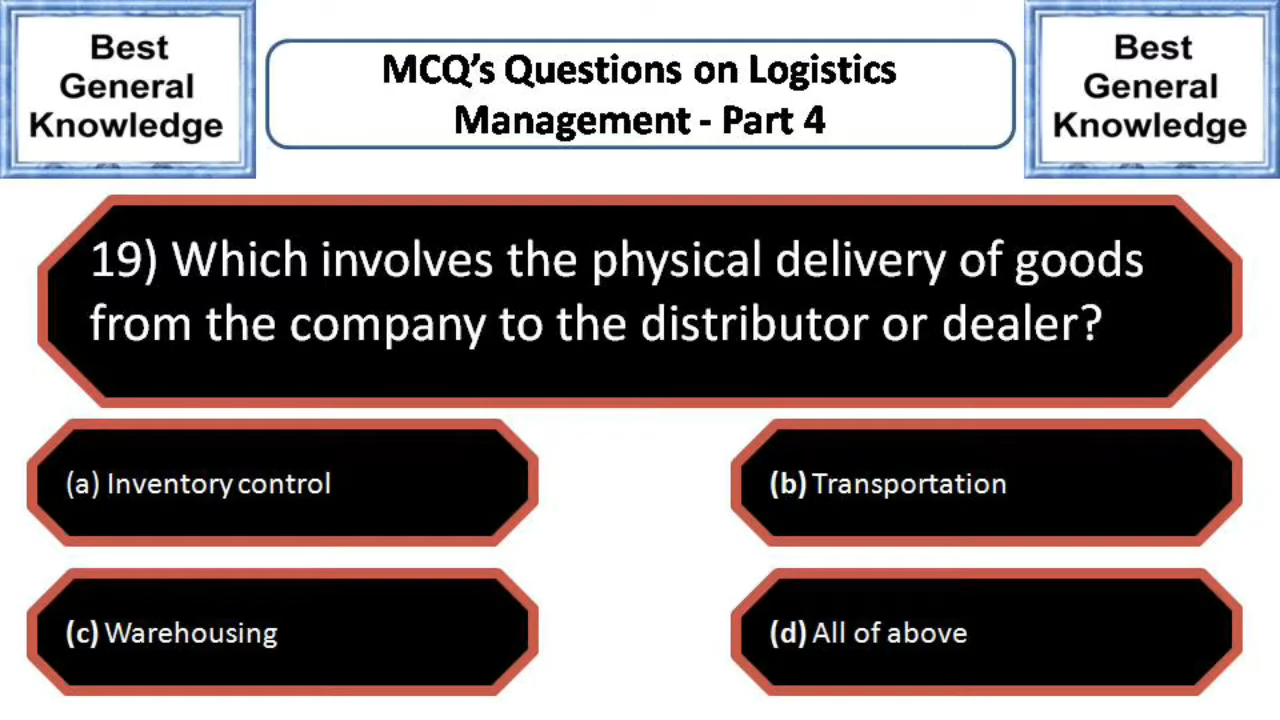 Best
General
Knowledge
MCQ’s Questions on Logistics
Management - Part 4
Best
General
Knowledge
19) Which involves the physical delivery of goods
from the company to the distributor or dealer?
(a) Inventory control
(b) Transportation
(c) Warehousing
(d) All of above